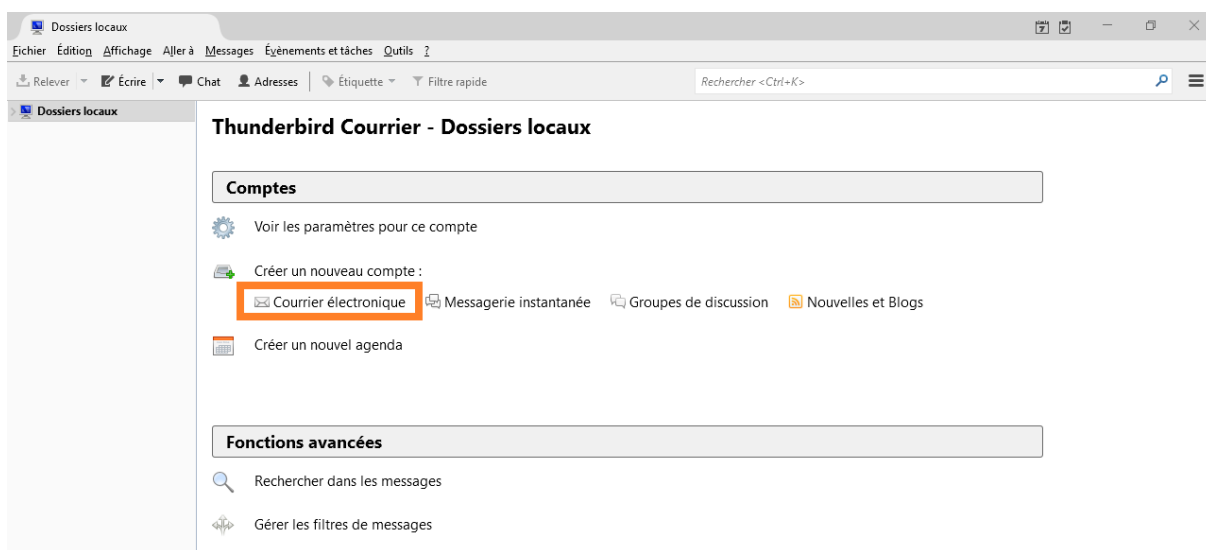 Dossiers locaux
Fichier Édition Affichage Aller à Messages Évènements et tâches Outils ?
Relever Écrire Chat Adresses Étiquette Filtre rapide Rechercher <Ctrl+K>
Dossiers locaux
Thunderbird Courrier - Dossiers locaux
Comptes
Voir les paramètres pour ce compte
Créer un nouveau compte :
Courrier électronique Messagerie instantanée Groupes de discussion Nouvelles et Blogs
Créer un nouvel agenda
Fonctions avancées
Rechercher dans les messages
Gérer les filtres de messages